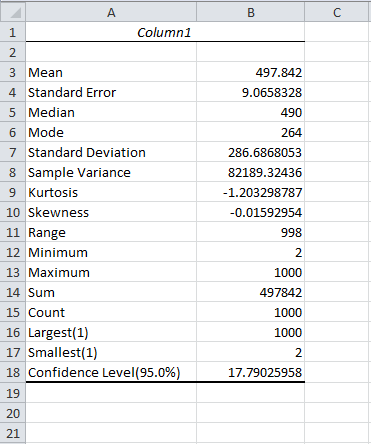 A B C
1 Column1
2
3 Mean 497.842
4 Standard Error 9.0658328
5 Median 490
6 Mode 264
7 Standard Deviation 286.6868053
8 Sample Variance 82189.32436
9 Kurtosis -1.203298787
10 Skewness -0.01592954
11 Range 998
12 Minimum 2
13 Maximum 1000
14 Sum 497842
15 Count 1000
16 Largest(1) 1000
17 Smallest(1) 2
18 Confidence Level(95.0%) 17.79025958
19
20
21